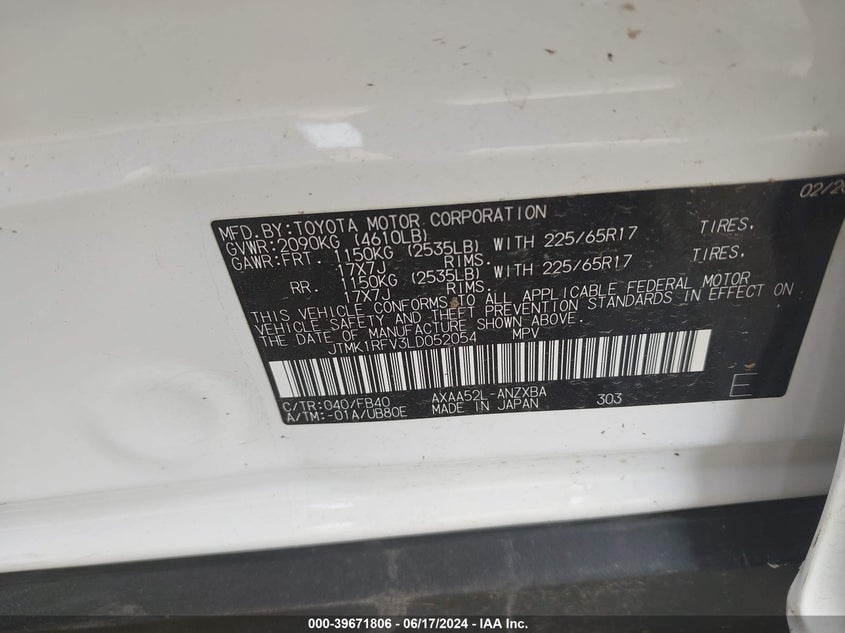 02/20
MFD.BY:TOYOTA MOTOR CORPORATION
GVWR:2090KG (4610LB)
GAWR:FRT. 1150KG (2535LB) WITH 225/65R17 TIRES.
17X7J RIMS.
RR. 1150KG (2535LB) WITH 225/65R17 TIRES.
17X7J RIMS.
THIS VEHICLE CONFORMS TO ALL APPLICABLE FEDERAL MOTOR
VEHICLE SAFETY AND THEFT PREVENTION STANDARDS IN EFFECT ON
THE DATE OF MANUFACTURE SHOWN ABOVE.
JTMK1RFV3LD052054 MPV
C/TR:040/FB40 AXAA52L-ANZXBA 303 E
A/TM:-01A/UB80E MADE IN JAPAN
000-39671806 / 06/17/2024 - IAA Inc.